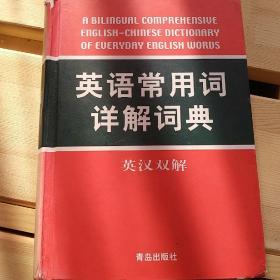 A BILINGUAL COMPREHENSIVE
ENGLISH-CHINESE DICTIONARY
OF EVERYDAY ENGLISH WORDS
英语常用词
详解词典
英汉双解
青岛出版社